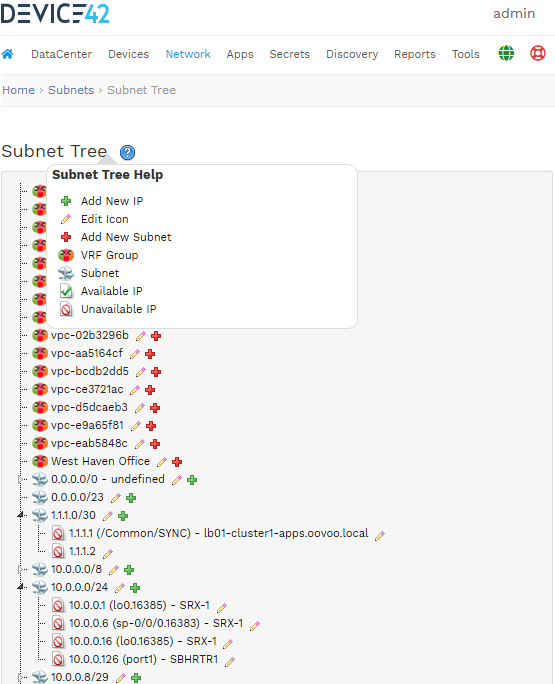 DEVICE42
admin
DataCenter Devices Network Apps Secrets Discovery Reports Tools
Home › Subnets › Subnet Tree
Subnet Tree ?
Subnet Tree Help
Add New IP
Edit Icon
Add New Subnet
VRF Group
Subnet
Available IP
Unavailable IP
vpc-02b3296b
vpc-aa5164cf
vpc-bcdb2dd5
vpc-ce3721ac
vpc-d5dcaeb3
vpc-e9a65f81
vpc-eab5848c
West Haven Office
0.0.0.0/0 - undefined
0.0.0.0/23
1.1.1.0/30
1.1.1.1 (/Common/SYNC) - lb01-cluster1-apps.oovoo.local
1.1.1.2
10.0.0.0/8
10.0.0.0/24
10.0.0.1 (lo0.16385) - SRX-1
10.0.0.6 (sp-0/0/0.16383) - SRX-1
10.0.0.16 (lo0.16385) - SRX-1
10.0.0.126 (port1) - SBHRTR1
10.0.0.8/29